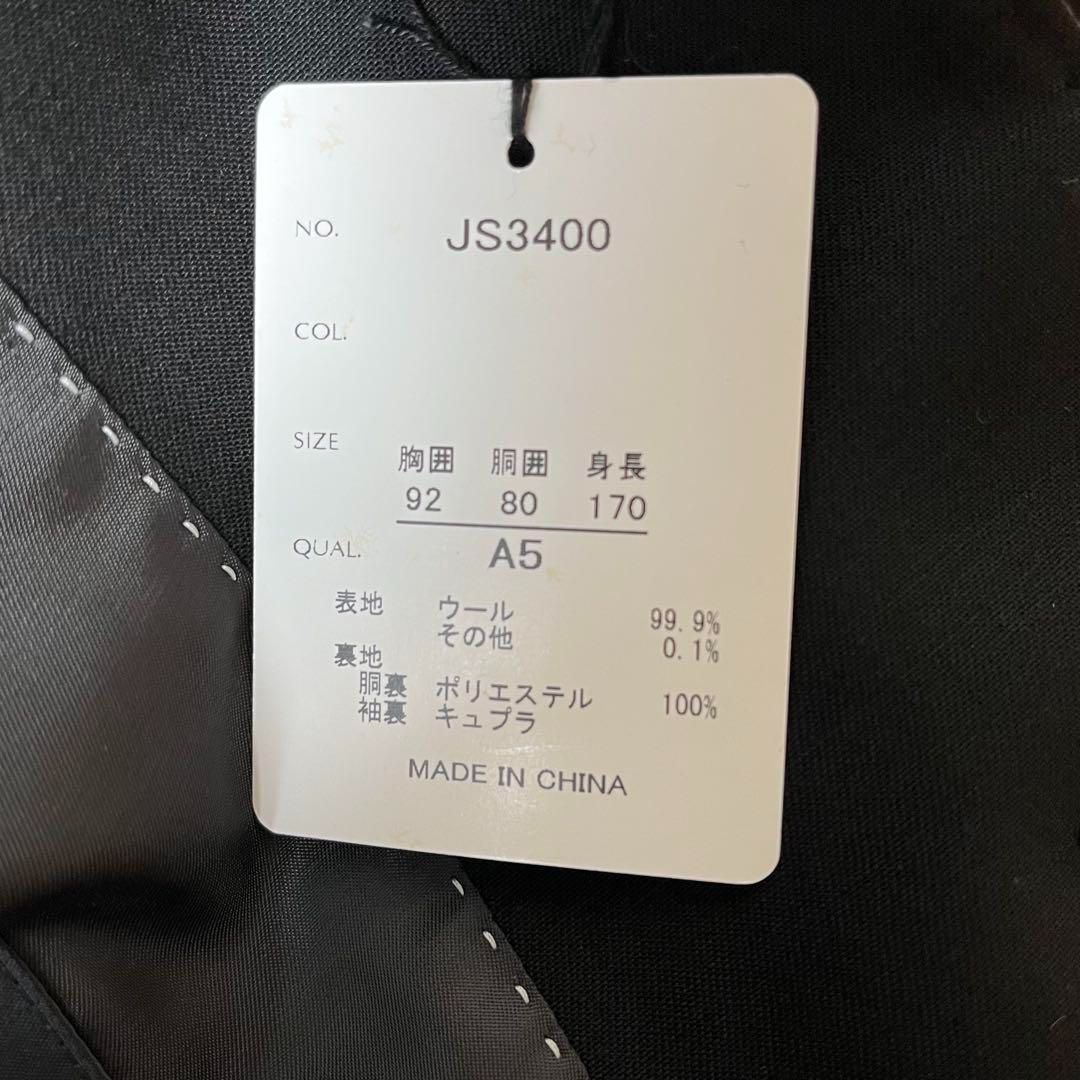 NO. JS3400
COL.
SIZE
胸囲 胴囲 身長
92 80 170
QUAL. A5
表地 ウール 99.9%
その他 0.1%
裏地
胴裏 ポリエステル 100%
袖裏 キュプラ
MADE IN CHINA